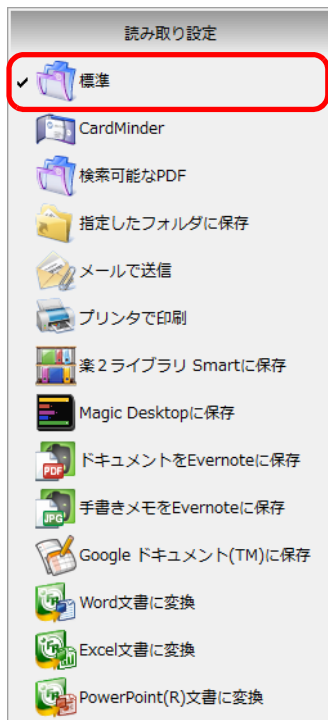 読み取り設定
標準
CardMinder
検索可能なPDF
指定したフォルダに保存
メールで送信
プリンタで印刷
楽2ライブラリ Smartに保存
Magic Desktopに保存
PDF ドキュメントをEvernoteに保存
JPG 手書きメモをEvernoteに保存
Google ドキュメント(TM)に保存
Word文書に変換
Excel文書に変換
PowerPoint(R)文書に変換